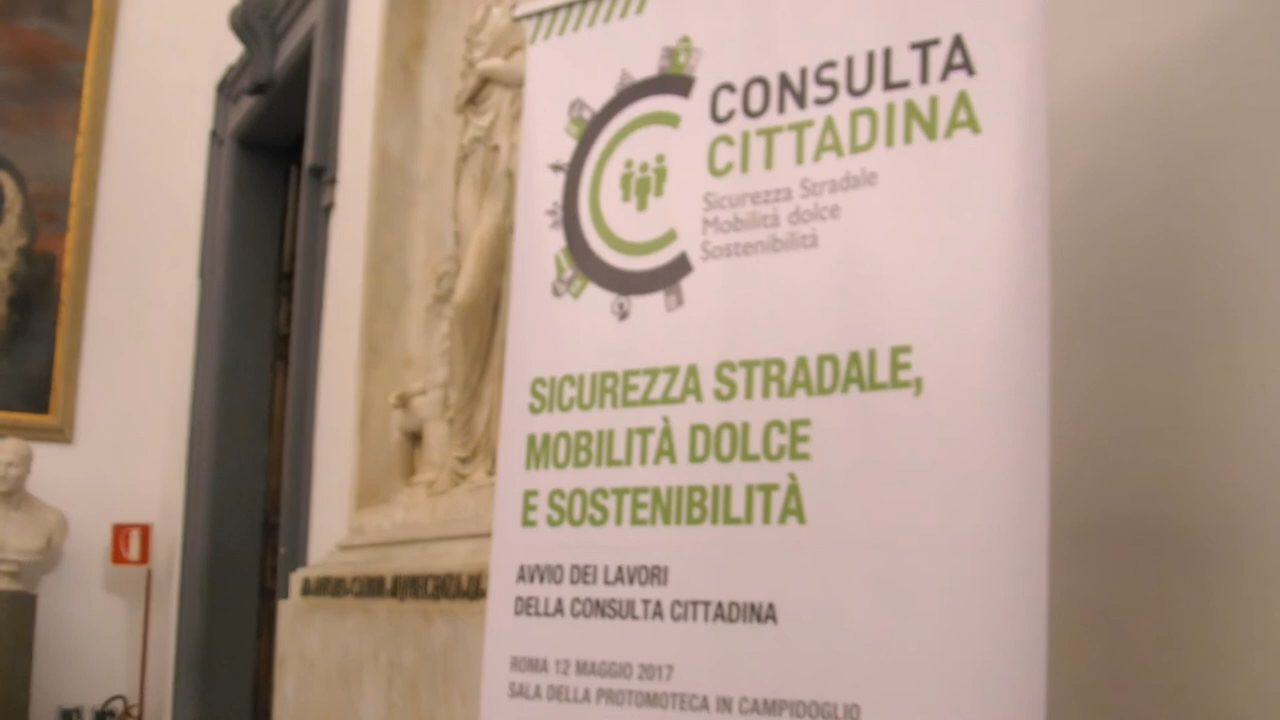 CONSULTA
CITTADINA
Sicurezza Stradale
Mobilità dolce
Sostenibilità
SICUREZZA STRADALE,
MOBILITÀ DOLCE
E SOSTENIBILITÀ
AVVIO DEI LAVORI
DELLA CONSULTA CITTADINA
ROMA 12 MAGGIO 2017
SALA DELLA PROTOMOTECA IN CAMPIDOGLIO